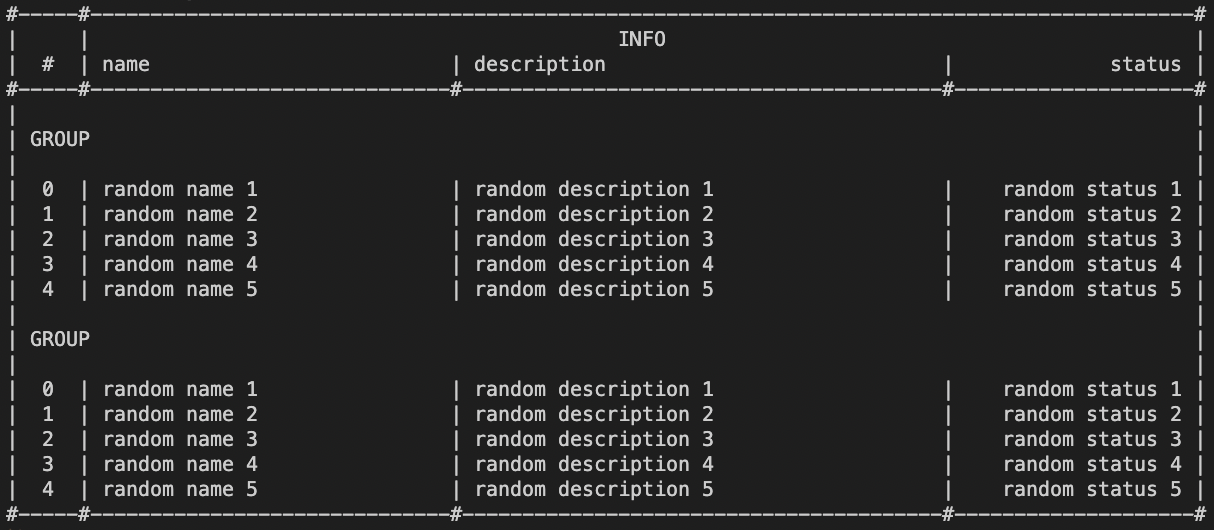 #-----#--------------------------------------------------------------------------------------------#
|     |                                            INFO                                            |
|  #  | name                         | description                            |             status |
#-----#------------------------------#----------------------------------------#--------------------#
|                                                                                                  |
| GROUP                                                                                            |
|                                                                                                  |
|  0  | random name 1                | random description 1                   |    random status 1 |
|  1  | random name 2                | random description 2                   |    random status 2 |
|  2  | random name 3                | random description 3                   |    random status 3 |
|  3  | random name 4                | random description 4                   |    random status 4 |
|  4  | random name 5                | random description 5                   |    random status 5 |
|                                                                                                  |
| GROUP                                                                                            |
|                                                                                                  |
|  0  | random name 1                | random description 1                   |    random status 1 |
|  1  | random name 2                | random description 2                   |    random status 2 |
|  2  | random name 3                | random description 3                   |    random status 3 |
|  3  | random name 4                | random description 4                   |    random status 4 |
|  4  | random name 5                | random description 5                   |    random status 5 |
#-----#------------------------------#----------------------------------------#--------------------#